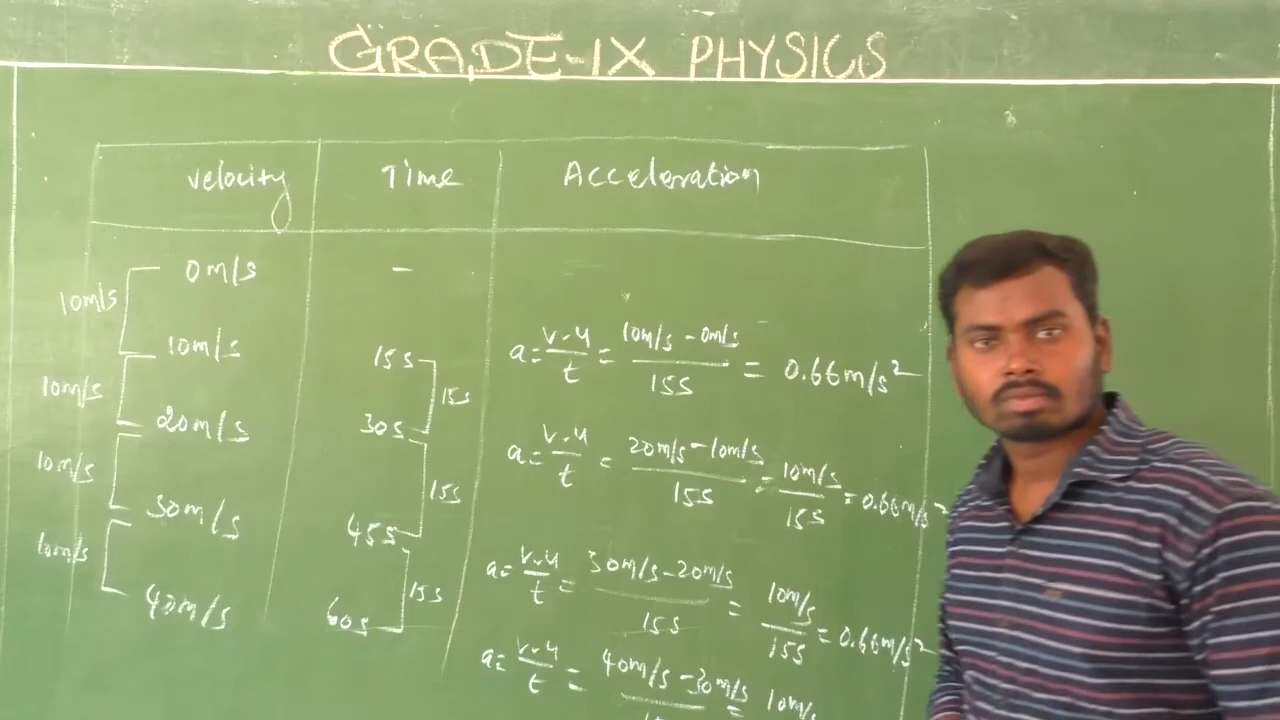 GRADE-IX PHYSICS
velocity Time Acceleration
0m/s -
10m/s
10m/s 15s a= v-u/t = 10m/s - 0m/s / 15s = 0.66m/s²
10m/s 15s
20m/s 30s a= v-u/t = 20m/s - 10m/s / 15s = 10m/s / 15s = 0.66m/s²
10m/s 15s
30m/s 45s a= v-u/t = 30m/s - 20m/s / 15s = 10m/s / 15s = 0.66m/s²
10m/s 15s
40m/s 60s a= v-u/t = 40m/s - 30m/s / = 10m/s